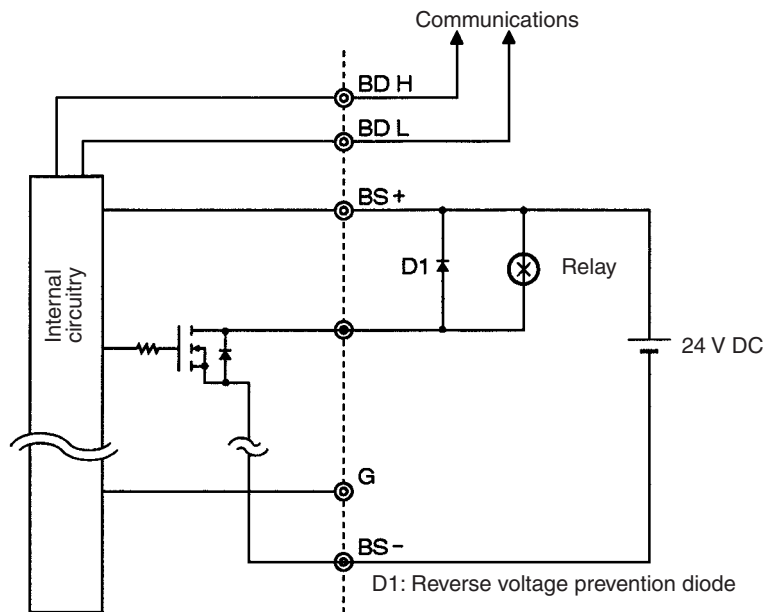 Communications
BD H
BD L
BS +
D1
Relay
Internal
circuitry
24 V DC
G
BS -
D1: Reverse voltage prevention diode